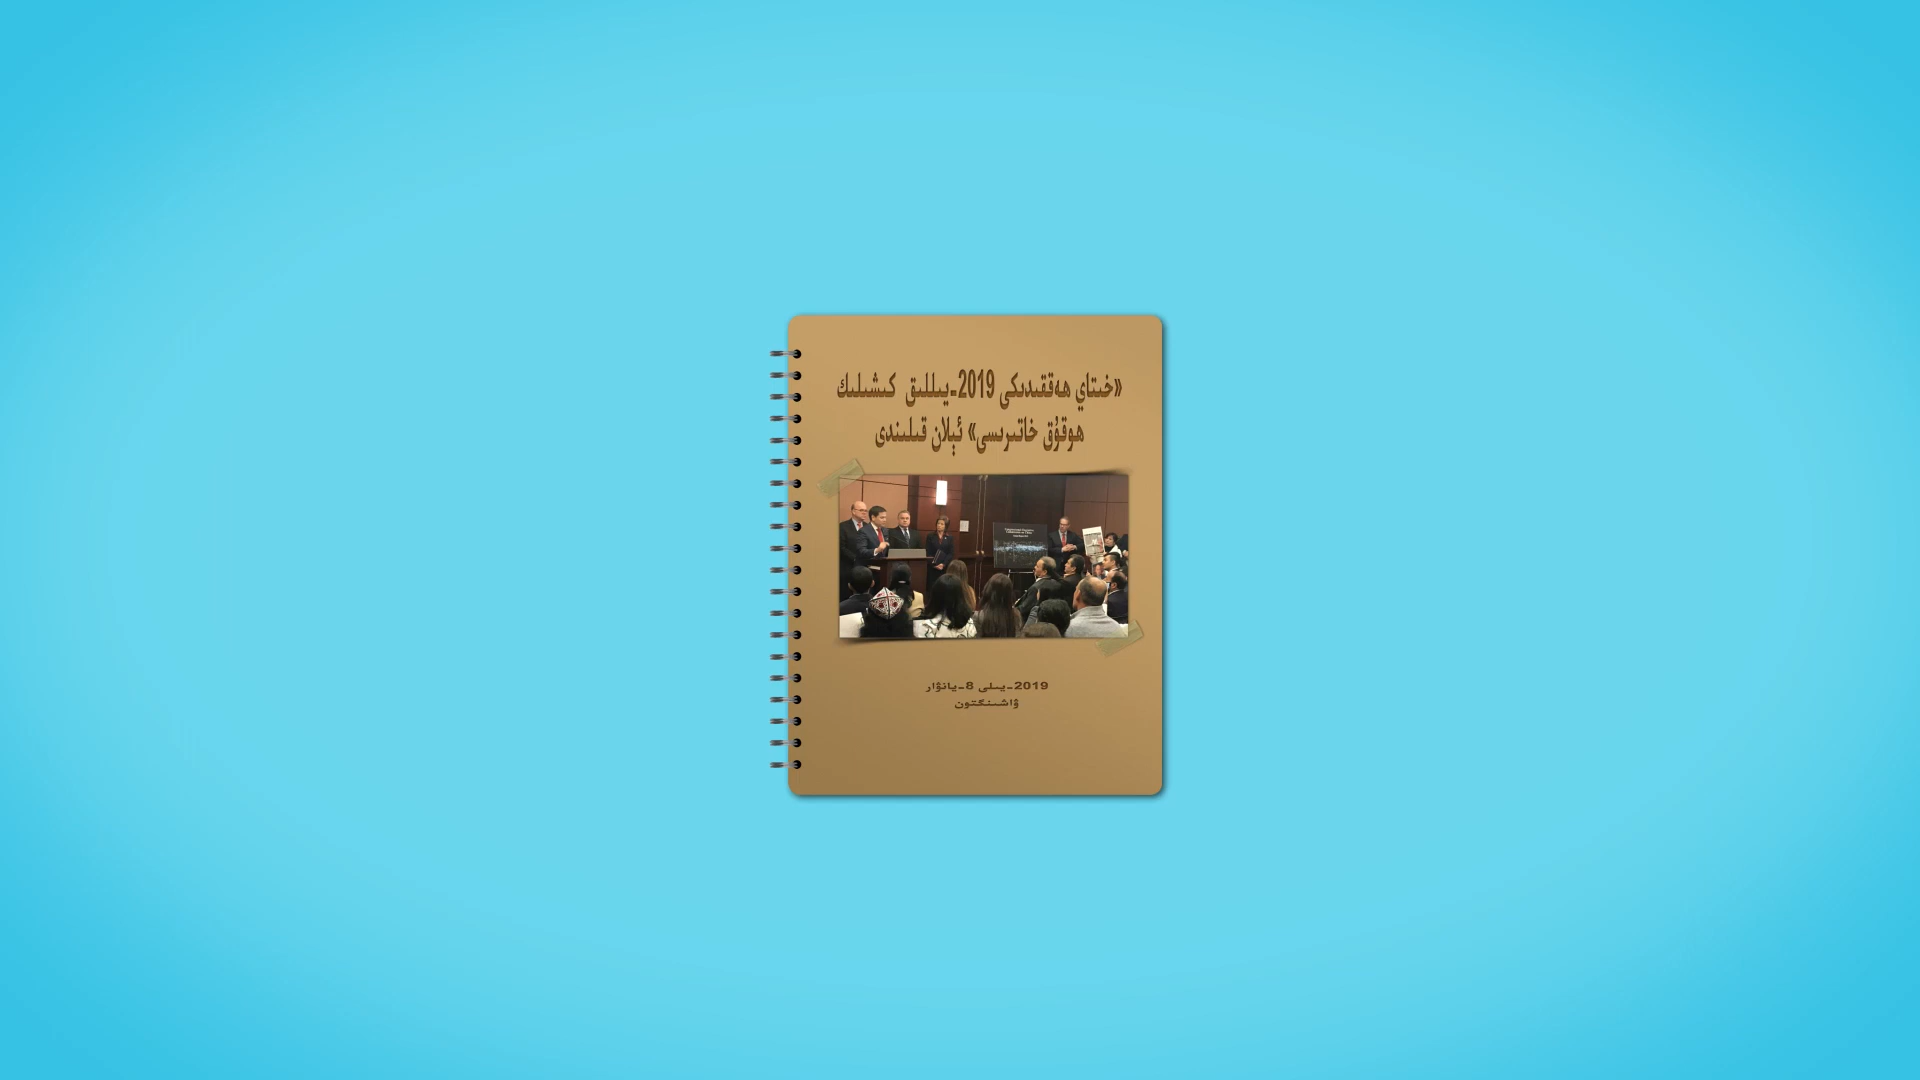 «خىتاي ھەققىدىكى 2019-يىللىق كىشىلىك
ھوقۇق خاتىرىسى» ئېلان قىلىندى
2019-يىلى 8-يانۋار
ۋاشىنگتون